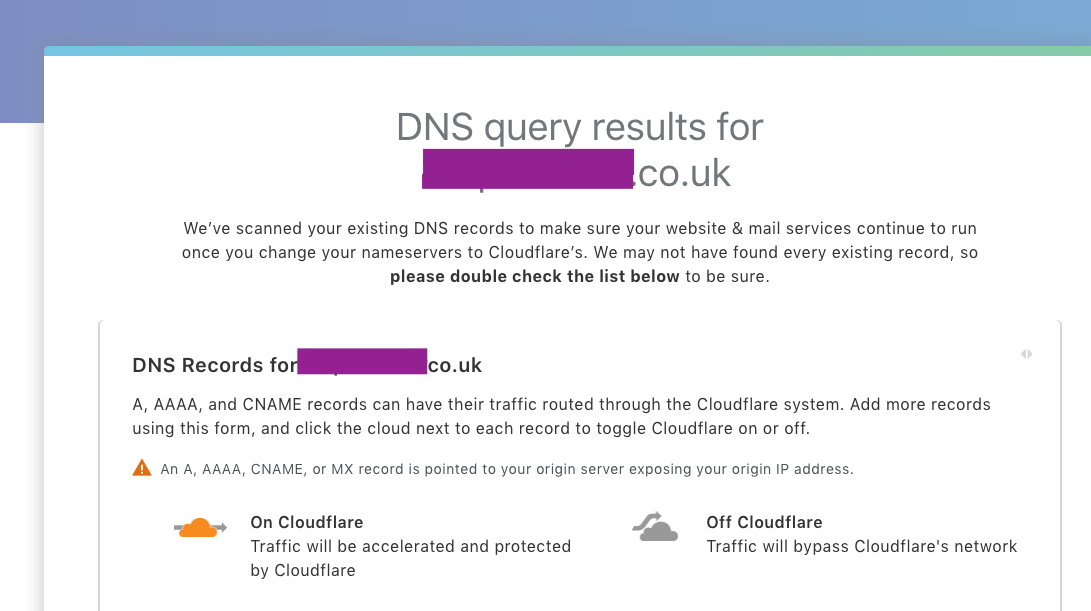 DNS query results for
.co.uk
We've scanned your existing DNS records to make sure your website & mail services continue to run
once you change your nameservers to Cloudflare's. We may not have found every existing record, so
please double check the list below to be sure.
DNS Records for co.uk
A, AAAA, and CNAME records can have their traffic routed through the Cloudflare system. Add more records
using this form, and click the cloud next to each record to toggle Cloudflare on or off.
An A, AAAA, CNAME, or MX record is pointed to your origin server exposing your origin IP address.
On Cloudflare
Traffic will be accelerated and protected
by Cloudflare
Off Cloudflare
Traffic will bypass Cloudflare's network